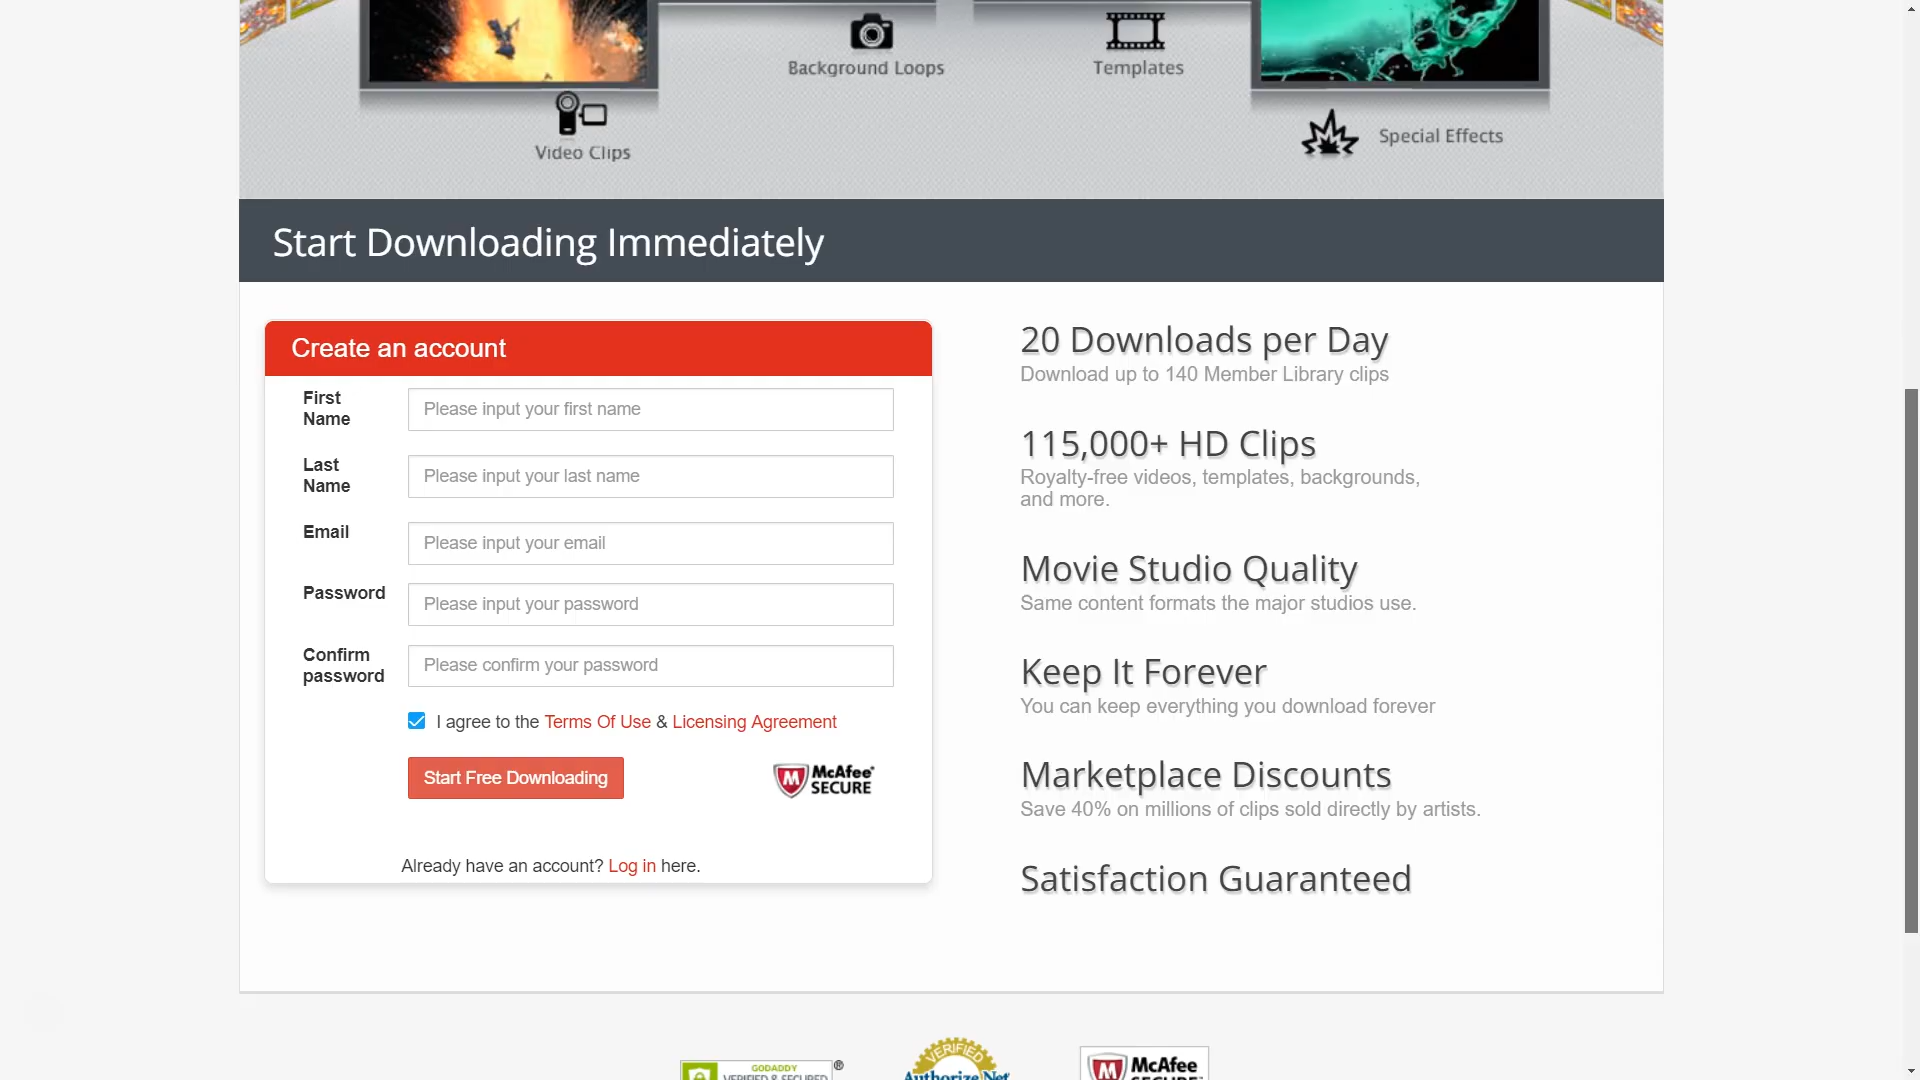 Background Loops
Templates
Video Clips
Special Effects
Start Downloading Immediately
Create an account
First
Name
Please input your first name
Last
Name
Please input your last name
Email
Please input your email
Password
Please input your password
Confirm
password
Please confirm your password
I agree to the Terms Of Use & Licensing Agreement
Start Free Downloading
McAfee
SECURE
Already have an account? Log in here.
20 Downloads per Day
Download up to 140 Member Library clips
115,000+ HD Clips
Royalty-free videos, templates, backgrounds,
and more.
Movie Studio Quality
Same content formats the major studios use.
Keep It Forever
You can keep everything you download forever
Marketplace Discounts
Save 40% on millions of clips sold directly by artists.
Satisfaction Guaranteed
GODADDY
VERIFIED & SECURED
VERIFIED
Authorize.Net
McAfee
SECURE